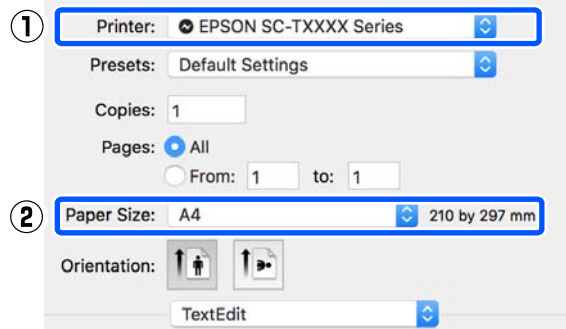 ① Printer: EPSON SC-TXXXX Series
Presets: Default Settings
Copies: 1
Pages: All
From: 1 to: 1
② Paper Size: A4 210 by 297 mm
Orientation:
TextEdit